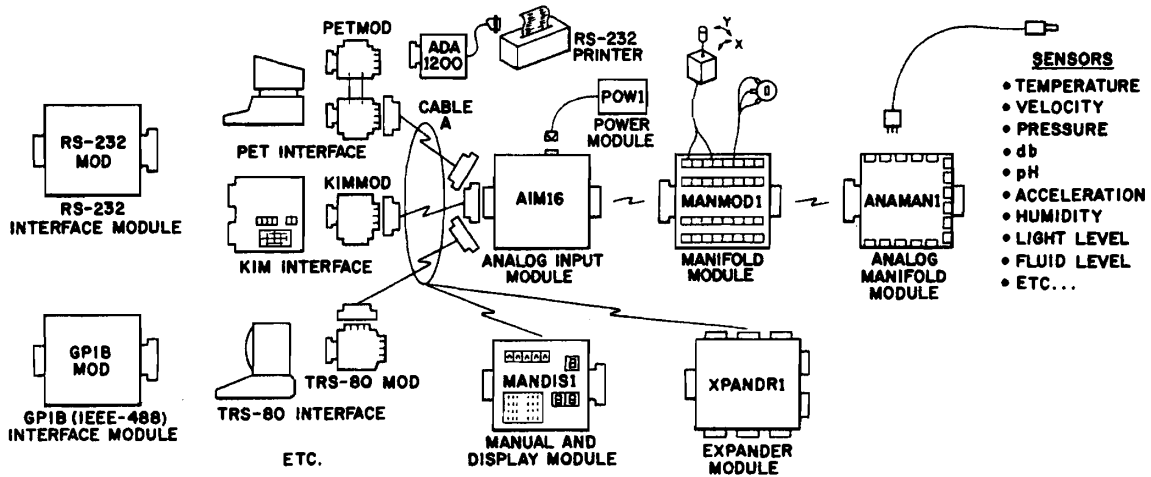 PETMOD
ADA
1200
RS-232
PRINTER
Y
X
POW1
POWER
MODULE
CABLE
A
PET INTERFACE
RS-232
MOD
RS-232
INTERFACE MODULE
KIMMOD
KIM INTERFACE
AIM16
ANALOG INPUT
MODULE
MANMOD1
MANIFOLD
MODULE
ANAMAN1
ANALOG
MANIFOLD
MODULE
SENSORS
• TEMPERATURE
• VELOCITY
• PRESSURE
• db
• pH
• ACCELERATION
• HUMIDITY
• LIGHT LEVEL
• FLUID LEVEL
• ETC...
GPIB
MOD
GPIB (IEEE-488)
INTERFACE MODULE
TRS-80 MOD
TRS-80 INTERFACE
ETC.
MANDIS1
MANUAL AND
DISPLAY MODULE
XPANDR1
EXPANDER
MODULE